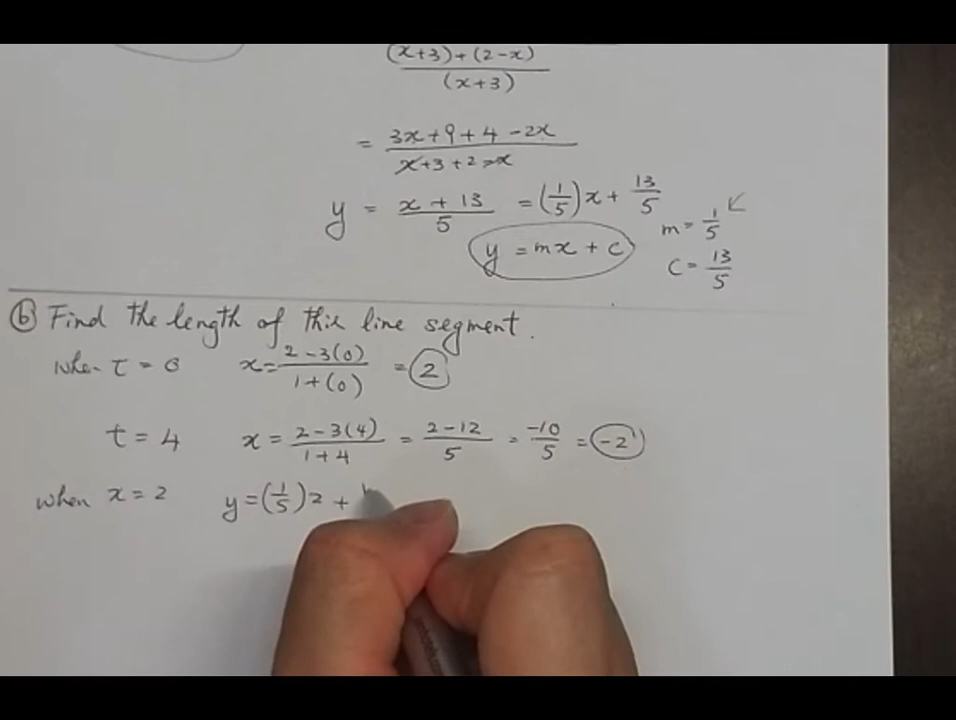 (x+3)+(2-x)
(x+3)
= 3x+9+4-2x
x+3+2-x
y = x+13 / 5 = (1/5)x + 13/5
m = 1/5
y = mx + c
c = 13/5
ⓑ Find the length of this line segment.
when t = 0 x = 2-3(0) / 1+(0) = 2
t = 4 x = 2-3(4) / 1+4 = 2-12 / 5 = -10/5 = -2
when x = 2 y = (1/5)2 +